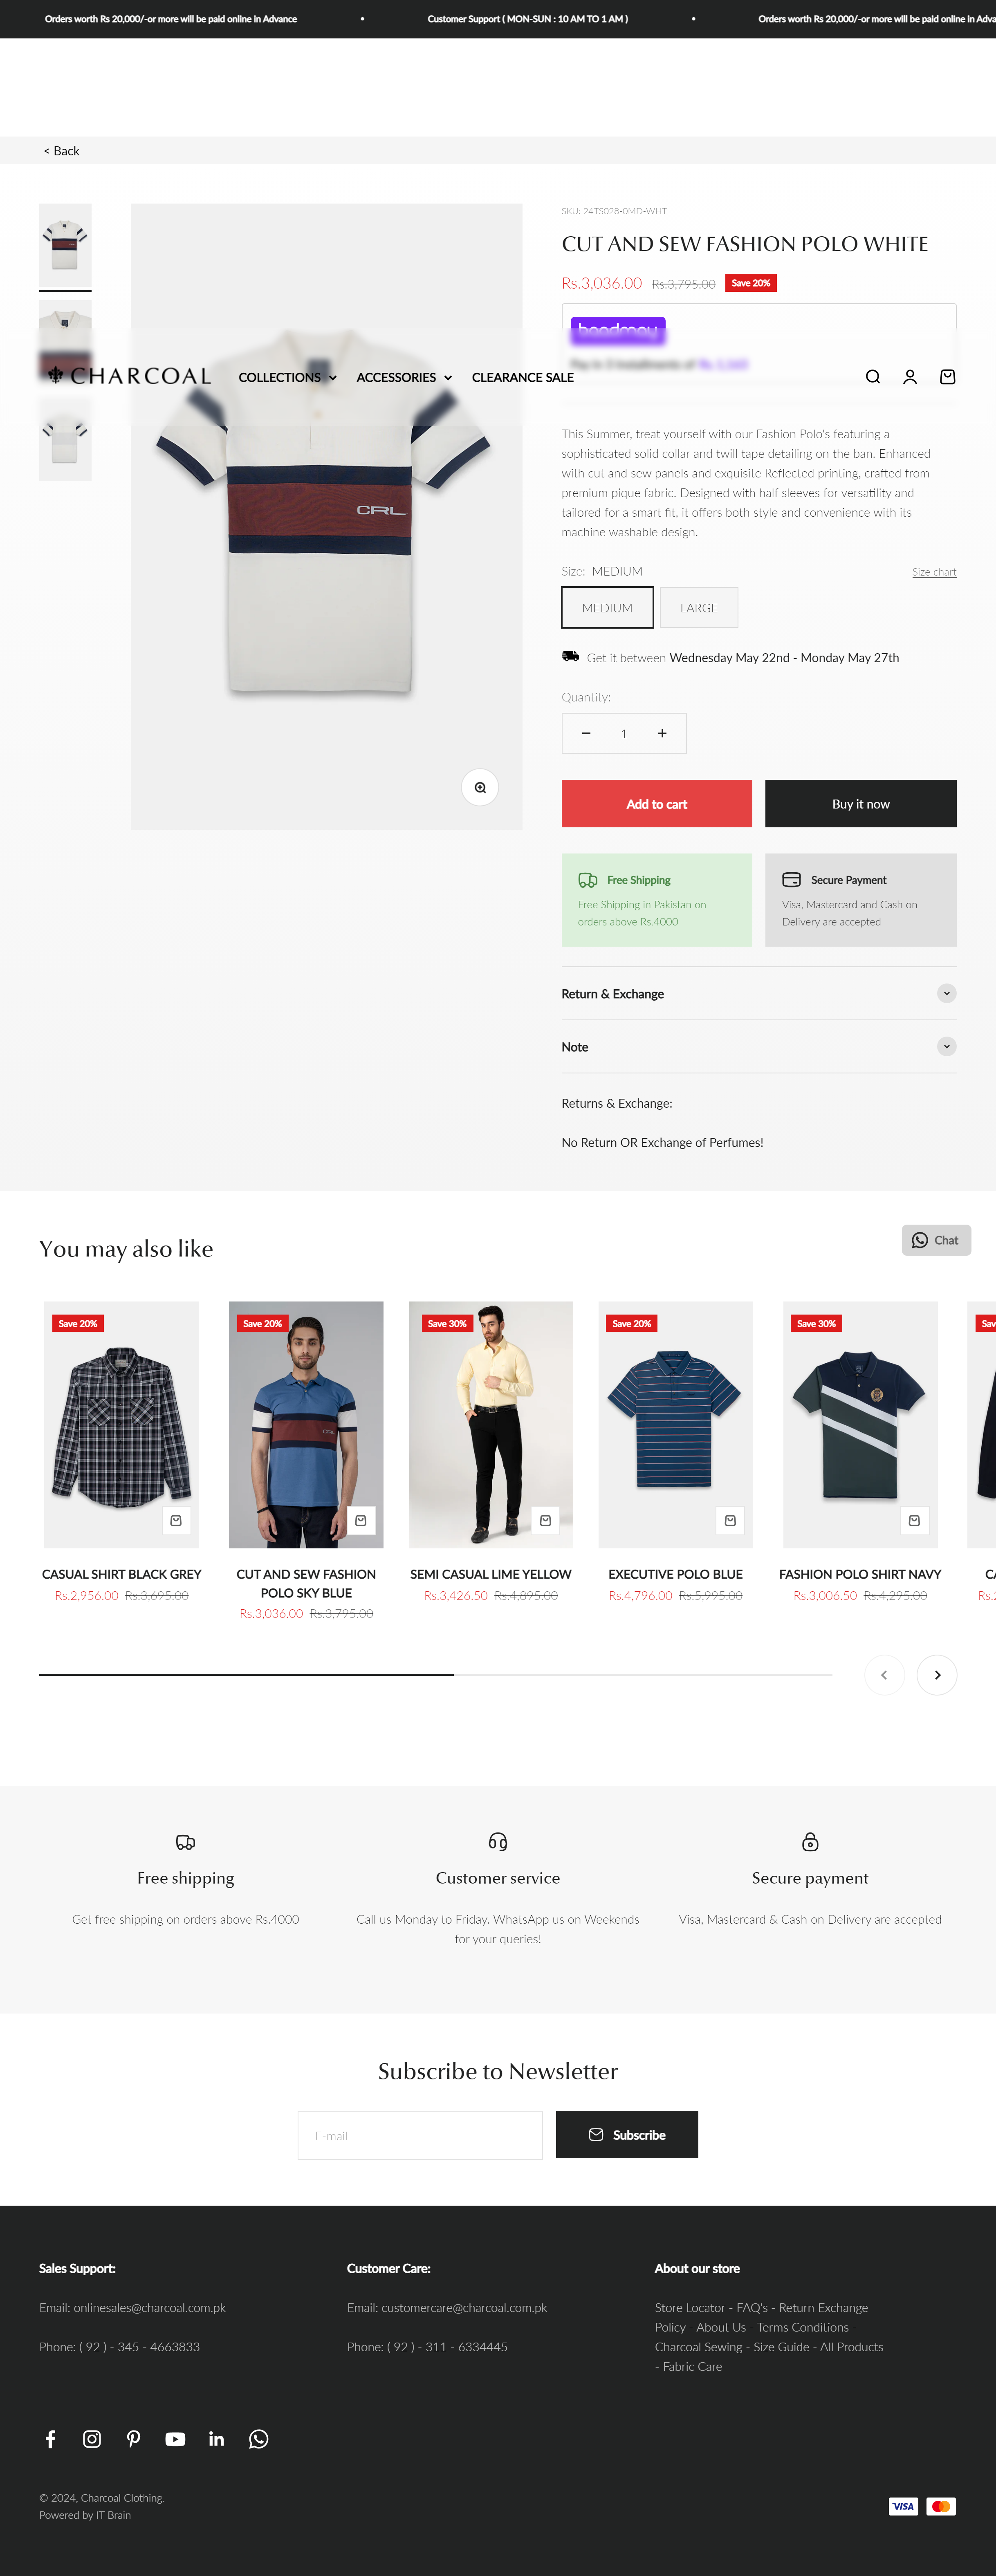 Orders worth Rs 20,000/-or more will be paid online in Advance
Customer Support ( MON-SUN : 10 AM TO 1 AM )
Orders worth Rs 20,000/-or more will be paid online in
< Back
SKU: 24TS028-0MD-WHT
CUT AND SEW FASHION POLO WHITE
Rs.3,036.00 Rs.3,795.00 Save 20%
Pay in 3 Installments of Rs. 1,265
CHARCOAL COLLECTIONS ACCESSORIES CLEARANCE SALE
CRL
This Summer, treat yourself with our Fashion Polo's featuring a
sophisticated solid collar and twill tape detailing on the ban. Enhanced
with cut and sew panels and exquisite Reflected printing, crafted from
premium pique fabric. Designed with half sleeves for versatility and
tailored for a smart fit, it offers both style and convenience with its
machine washable design.
Size: MEDIUM
Size chart
MEDIUM LARGE
Get it between Wednesday May 22nd - Monday May 27th
Quantity:
− 1 +
Add to cart
Buy it now
Free Shipping
Free Shipping in Pakistan on
orders above Rs.4000
Secure Payment
Visa, Mastercard and Cash on
Delivery are accepted
Return & Exchange
Note
Returns & Exchange:
No Return OR Exchange of Perfumes!
You may also like
Chat
Save 20%
CASUAL SHIRT BLACK GREY
Rs.2,956.00 Rs.3,695.00
Save 20%
CRL
CUT AND SEW FASHION
POLO SKY BLUE
Rs.3,036.00 Rs.3,795.00
Save 30%
SEMI CASUAL LIME YELLOW
Rs.3,426.50 Rs.4,895.00
Save 20%
EXECUTIVE POLO BLUE
Rs.4,796.00 Rs.5,995.00
Save 30%
FASHION POLO SHIRT NAVY
Rs.3,006.50 Rs.4,295.00
Free shipping
Get free shipping on orders above Rs.4000
Customer service
Call us Monday to Friday. WhatsApp us on Weekends
for your queries!
Secure payment
Visa, Mastercard & Cash on Delivery are accepted
Subscribe to Newsletter
E-mail
Subscribe
Sales Support:
Email: onlinesales@charcoal.com.pk
Phone: ( 92 ) - 345 - 4663833
Customer Care:
Email: customercare@charcoal.com.pk
Phone: ( 92 ) - 311 - 6334445
About our store
Store Locator - FAQ's - Return Exchange
Policy - About Us - Terms Conditions -
Charcoal Sewing - Size Guide - All Products
- Fabric Care
© 2024, Charcoal Clothing.
Powered by IT Brain
VISA